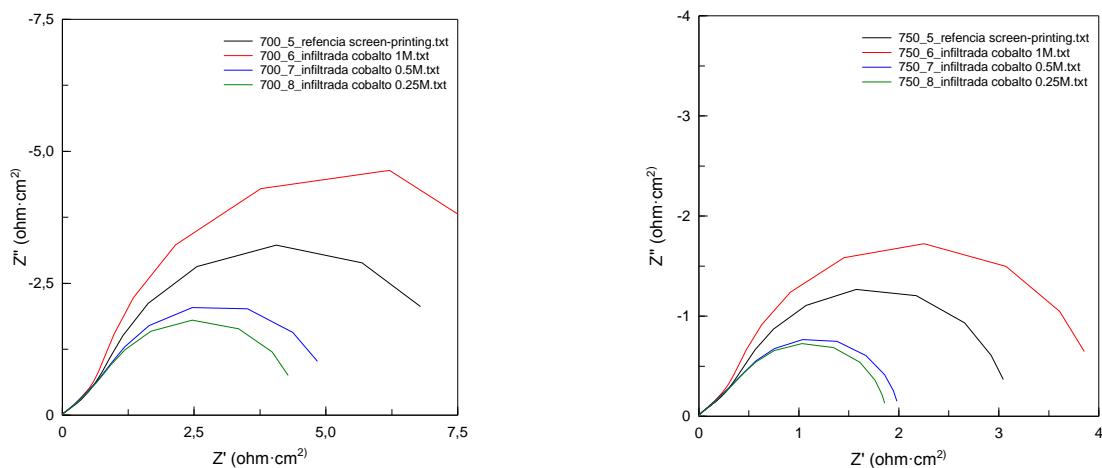 -7,5
700_5_refencia screen-printing.txt
700_6_infiltrada cobalto 1M.txt
700_7_infiltrada cobalto 0.5M.txt
700_8_infiltrada cobalto 0.25M.txt
-5,0
Z'' (ohm·cm²)
-2,5
0
0
2,5
5,0
7,5
Z' (ohm·cm²)
-4
750_5_refencia screen-printing.txt
750_6_infiltrada cobalto 1M.txt
750_7_infiltrada cobalto 0.5M.txt
750_8_infiltrada cobalto 0.25M.txt
-3
Z'' (ohm·cm²)
-2
-1
0
0
1
2
3
4
Z' (ohm·cm²)